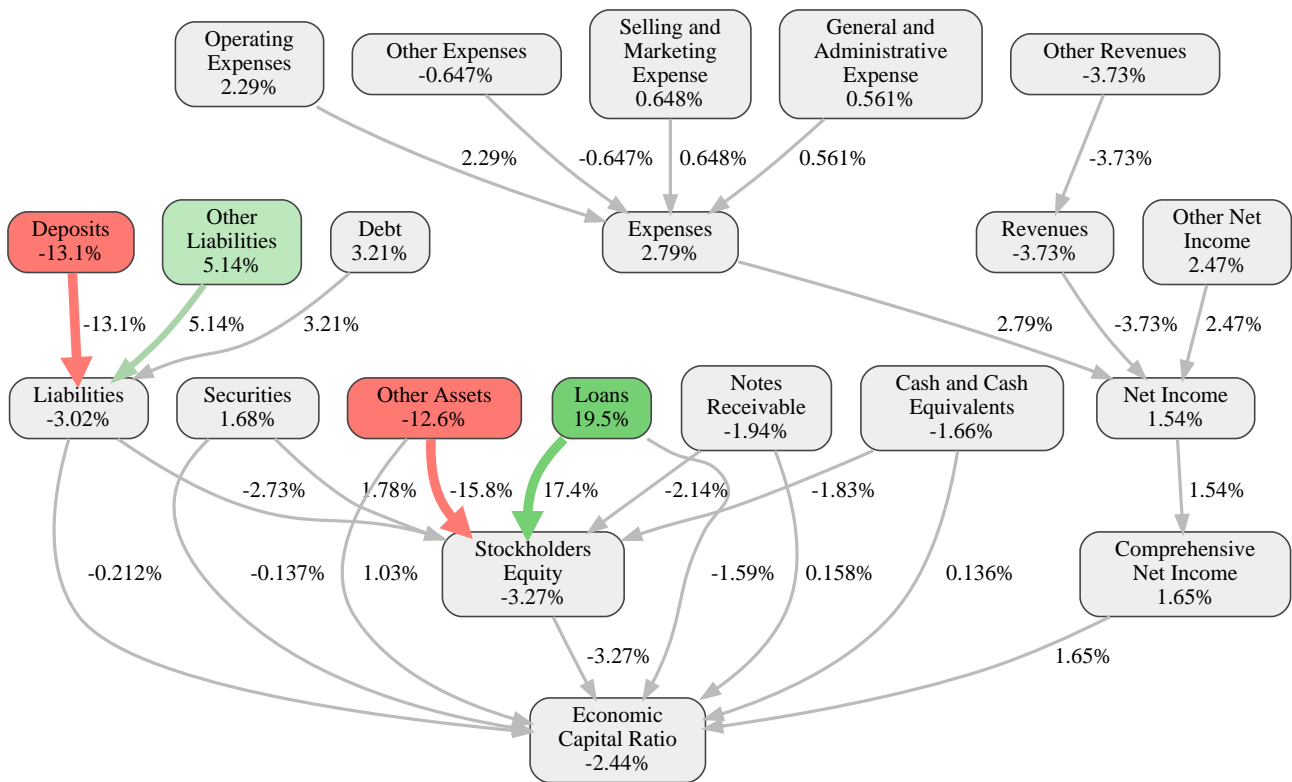 Operating
Expenses
2.29%
Other Expenses
-0.647%
Selling and
Marketing
Expense
0.648%
General and
Administrative
Expense
0.561%
Other Revenues
-3.73%
2.29%
-0.647%
0.648%
0.561%
-3.73%
Deposits
-13.1%
Other
Liabilities
5.14%
Debt
3.21%
Expenses
2.79%
Revenues
-3.73%
Other Net
Income
2.47%
-13.1%
5.14%
3.21%
2.79%
-3.73%
2.47%
Liabilities
-3.02%
Securities
1.68%
Other Assets
-12.6%
Loans
19.5%
Notes
Receivable
-1.94%
Cash and Cash
Equivalents
-1.66%
Net Income
1.54%
-2.73%
1.78%
-15.8%
17.4%
-2.14%
-1.83%
1.54%
Stockholders
Equity
-3.27%
Comprehensive
Net Income
1.65%
-0.212%
-0.137%
1.03%
-1.59%
0.158%
0.136%
-3.27%
1.65%
Economic
Capital Ratio
-2.44%